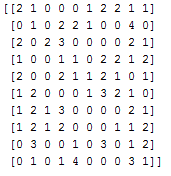 [[2 1 0 0 0 1 2 2 1 1]
[0 1 0 2 2 1 0 0 4 0]
[2 0 2 3 0 0 0 0 2 1]
[1 0 0 1 1 0 2 2 1 2]
[2 0 0 2 1 1 2 1 0 1]
[1 2 0 0 0 1 3 2 1 0]
[1 2 1 3 0 0 0 0 2 1]
[1 2 1 2 0 0 0 1 1 2]
[0 3 0 0 1 0 3 0 1 2]
[0 1 0 1 4 0 0 0 3 1]]